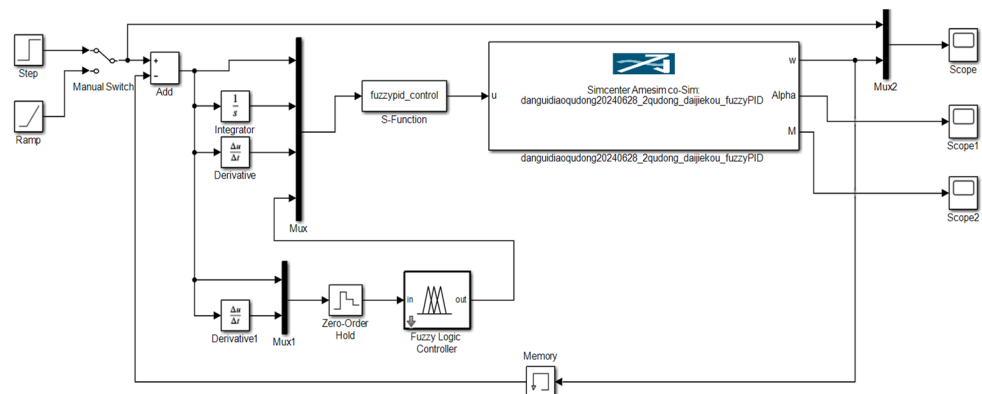 Step
Manual Switch
Ramp
+
−
Add
1
s
Integrator
Δu
Δt
Derivative
Mux
fuzzypid_control
S-Function
u
Simcenter Amesim co-Sim:
danguidiaoqudong20240628_2qudong_daijiekou_fuzzyPID
w
Alpha
M
danguidiaoqudong20240628_2qudong_daijiekou_fuzzyPID
Mux2
Scope
Scope1
Scope2
Δu
Δt
Derivative1
Mux1
Zero-Order
Hold
in
out
Fuzzy Logic
Controller
Memory